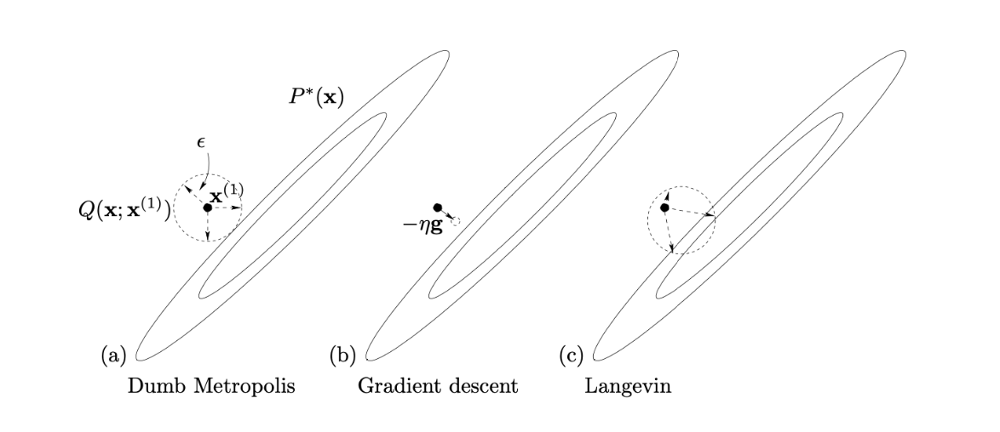 P*(x)
ϵ
x⁽¹⁾
Q(x; x⁽¹⁾)
−ηg
(a)
Dumb Metropolis
(b)
Gradient descent
(c)
Langevin